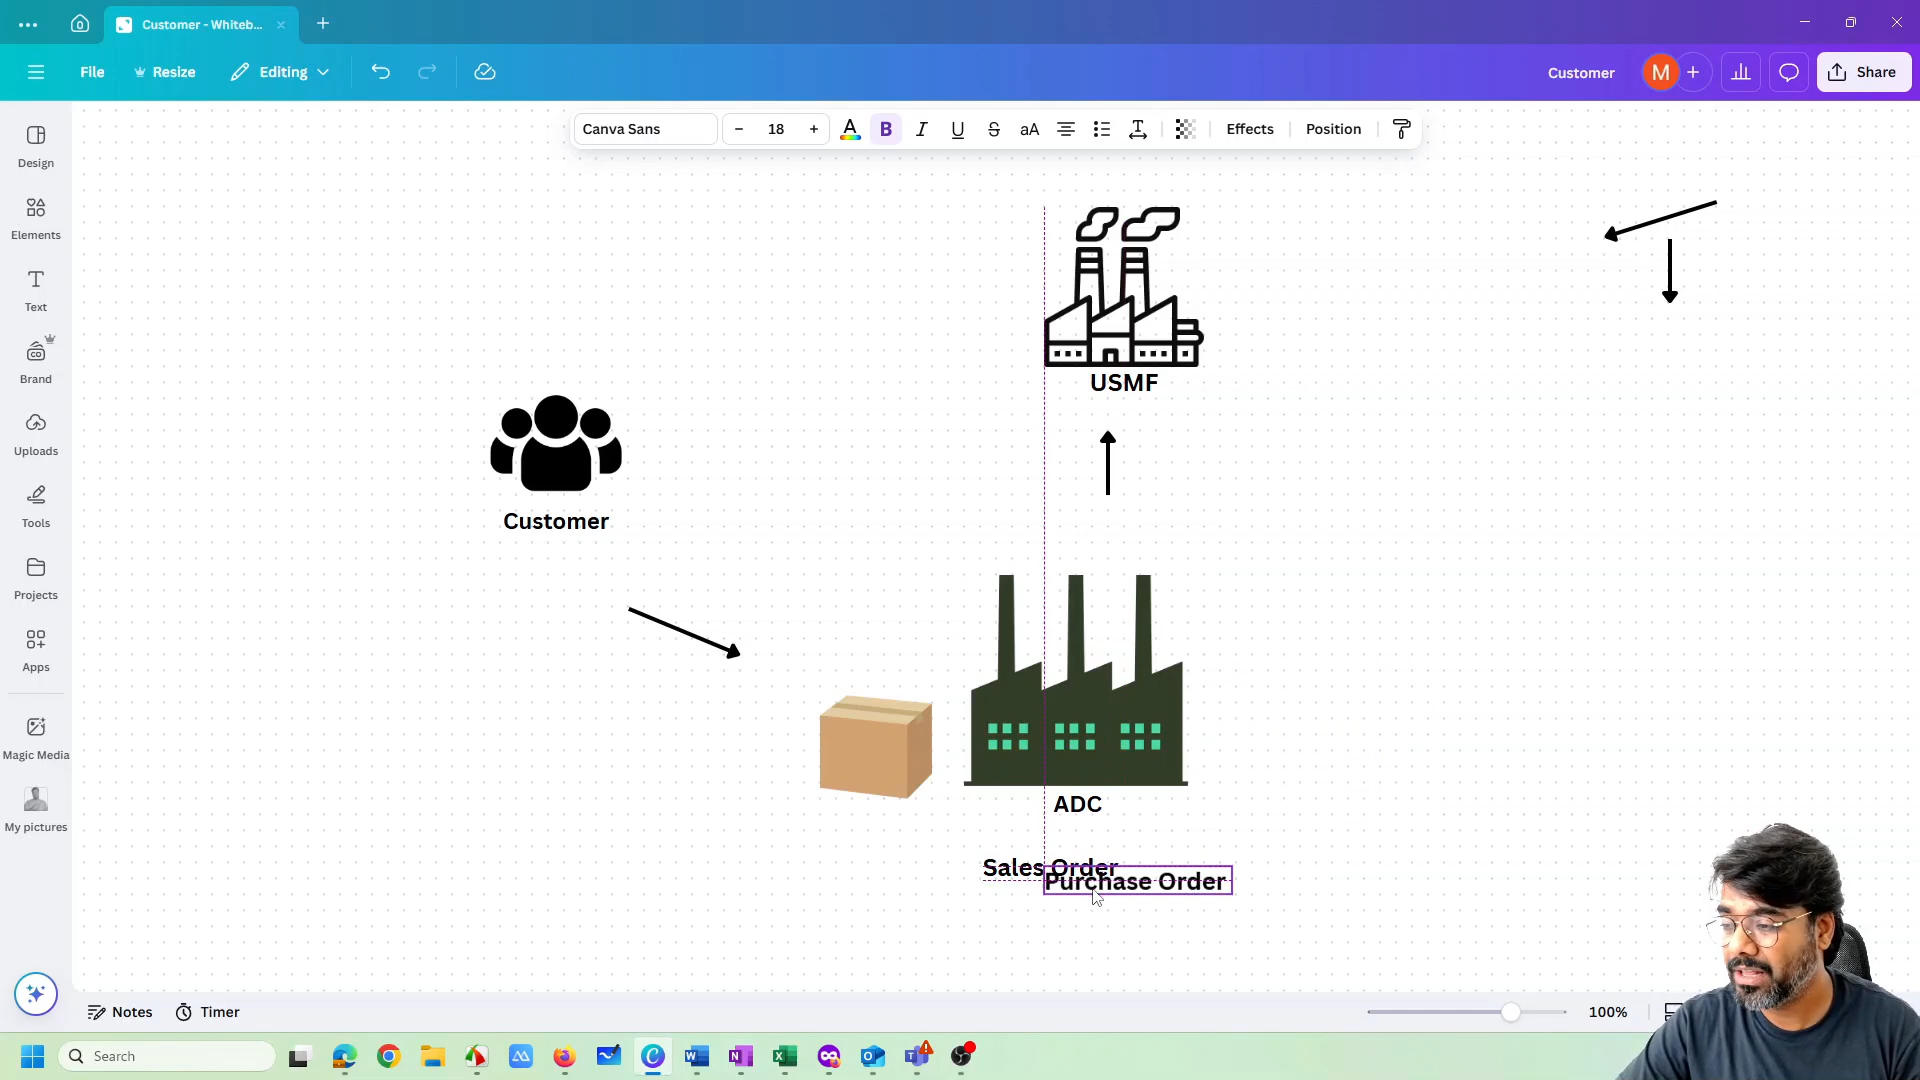 Customer - Whiteb...
File
Resize
Editing
Customer
M
Share
Canva Sans
18
A
B
I
U
S
aA
T
Effects
Position
Design
Elements
Text
Brand
Uploads
Tools
Projects
Apps
Magic Media
My pictures
USMF
Customer
ADC
Sales Order
Purchase Order
Notes
Timer
100%
Search